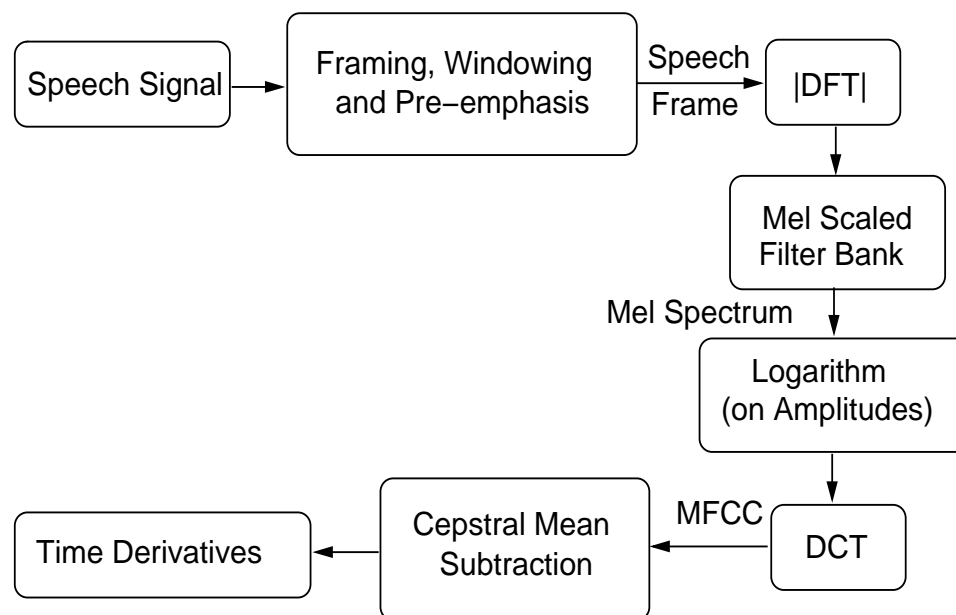 Speech Signal
Framing, Windowing
and Pre−emphasis
Speech
Frame
|DFT|
Mel Scaled
Filter Bank
Mel Spectrum
Logarithm
(on Amplitudes)
DCT
MFCC
Cepstral Mean
Subtraction
Time Derivatives